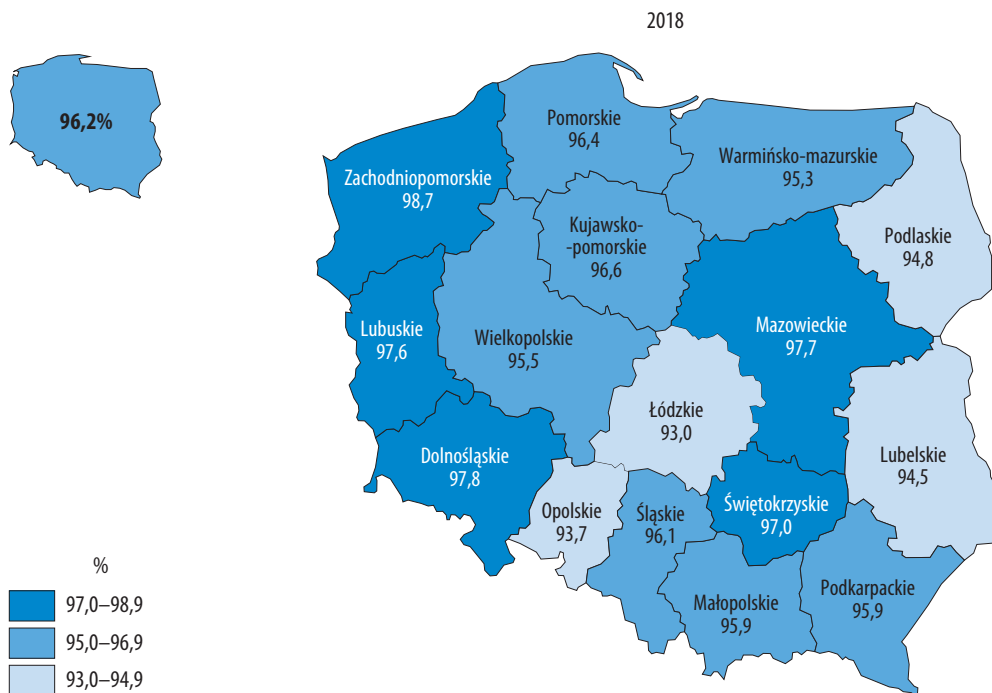 2018
96,2%
Pomorskie
96,4
Warmińsko-mazurskie
95,3
Zachodniopomorskie
98,7
Kujawsko-
-pomorskie
96,6
Podlaskie
94,8
Lubuskie
97,6
Wielkopolskie
95,5
Mazowieckie
97,7
Łódzkie
93,0
Dolnośląskie
97,8
Lubelskie
94,5
Opolskie
93,7
Śląskie
96,1
Świętokrzyskie
97,0
Małopolskie
95,9
Podkarpackie
95,9
%
97,0–98,9
95,0–96,9
93,0–94,9